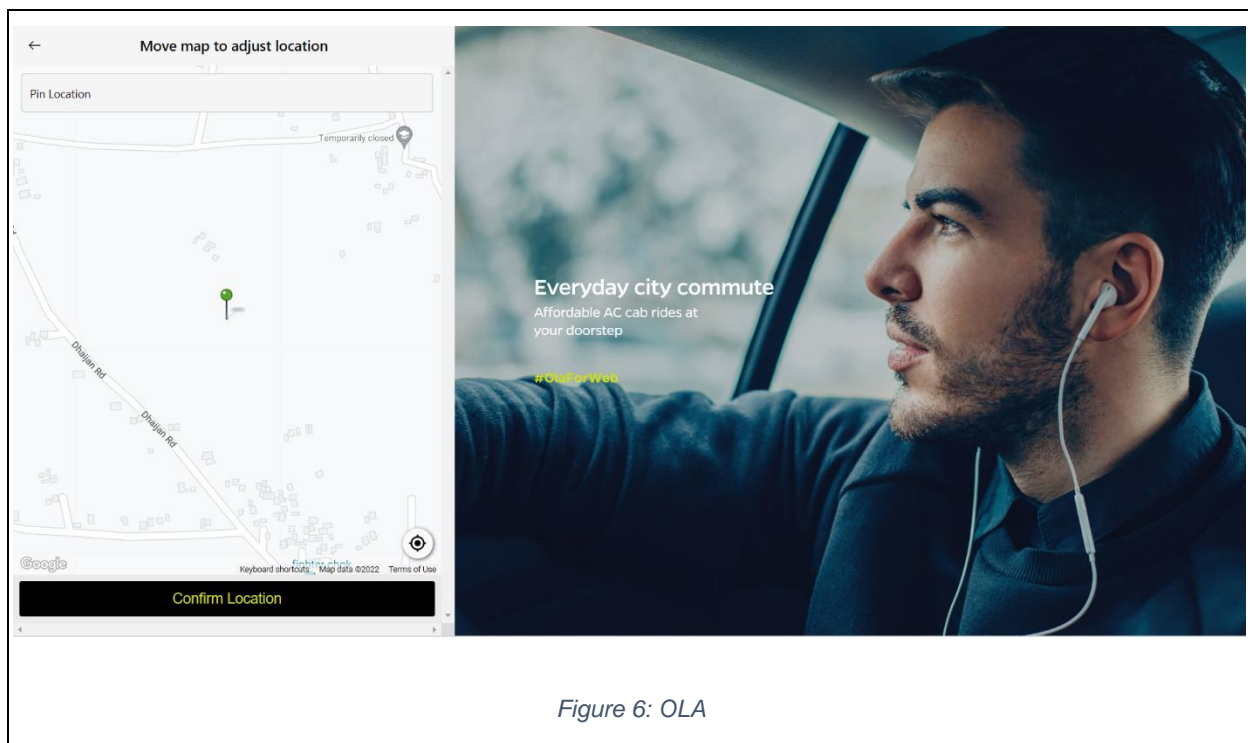 ←
Move map to adjust location
Pin Location
Temporarily closed
Dhaijan Rd
Dhaijan Rd
Google
fighter chok
Keyboard shortcuts
Map data ©2022
Terms of Use
Confirm Location
Everyday city commute
Affordable AC cab rides at
your doorstep
#OlaForWeb
Figure 6: OLA